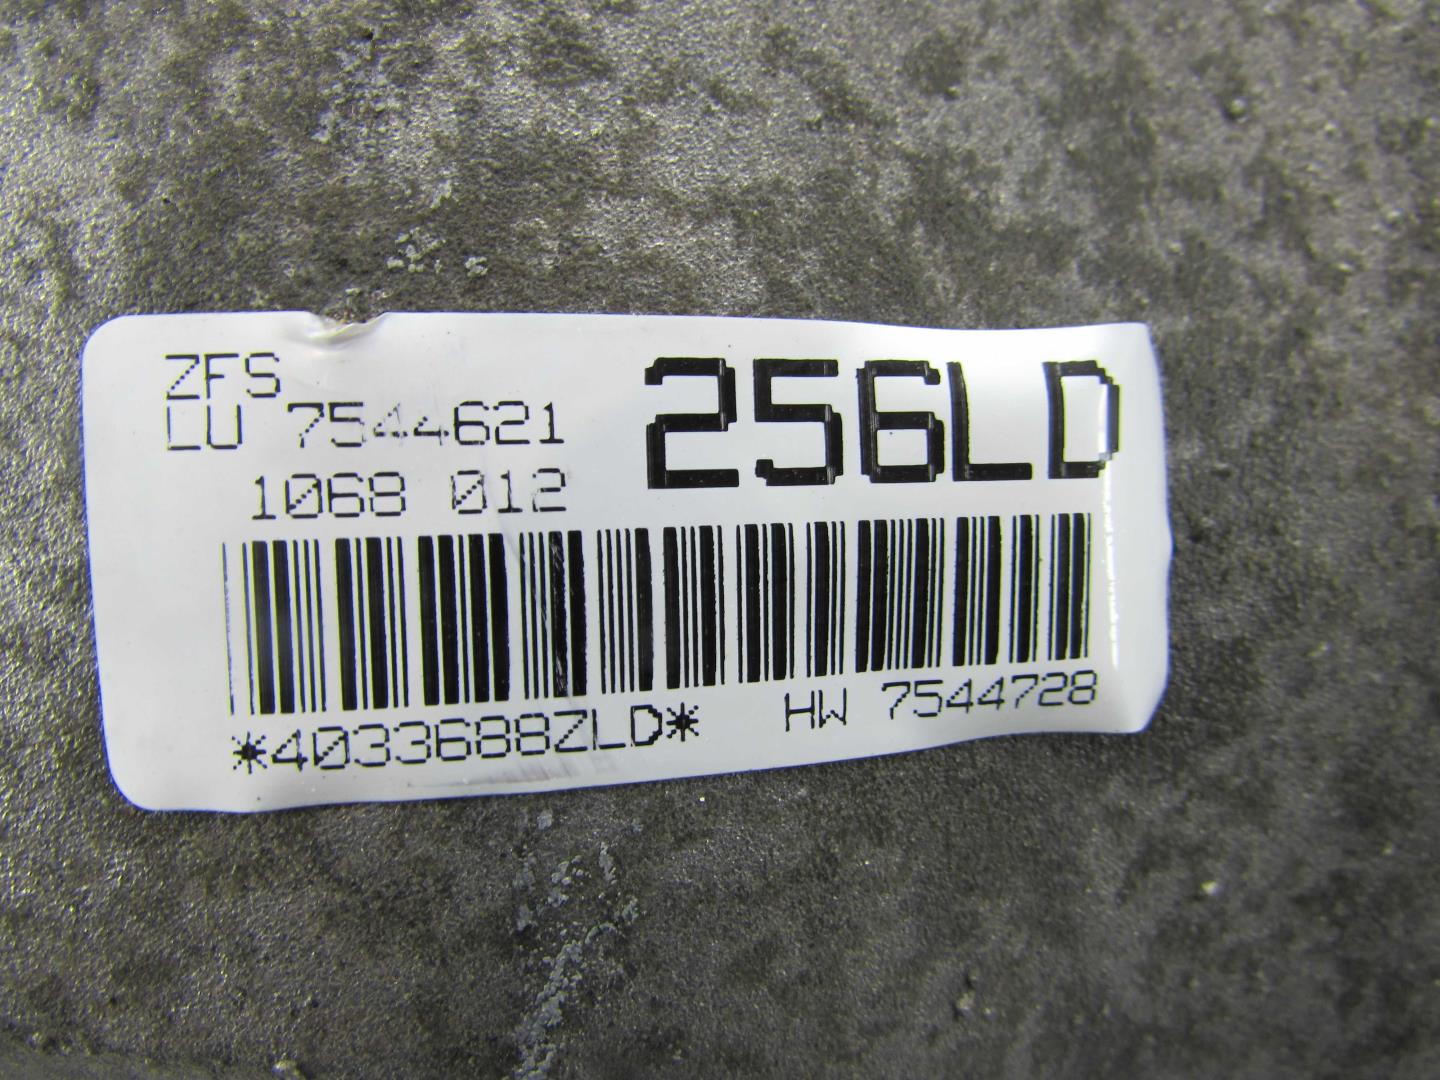 ZFS
LU 7544621
256LD
1068 012
*4033688ZLD*
HW 7544728